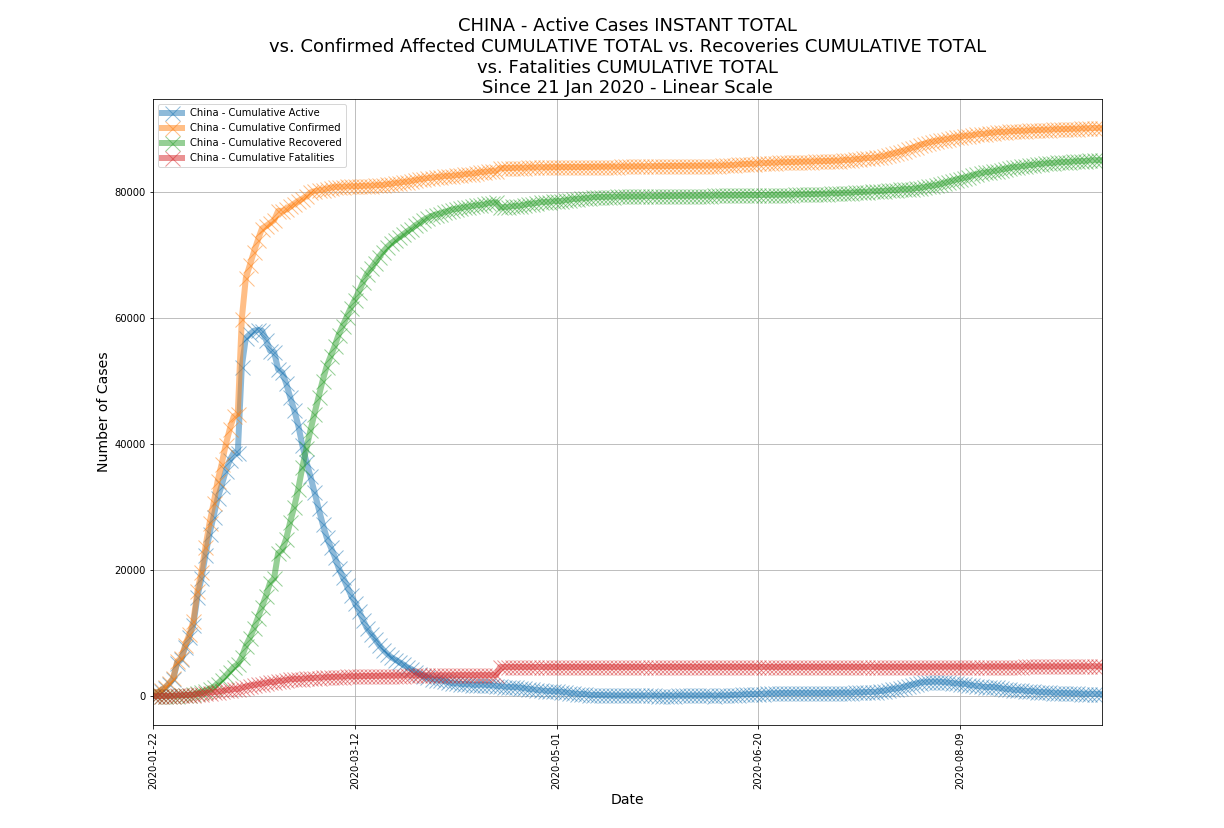 CHINA - Active Cases INSTANT TOTAL
vs. Confirmed Affected CUMULATIVE TOTAL vs. Recoveries CUMULATIVE TOTAL
vs. Fatalities CUMULATIVE TOTAL
Since 21 Jan 2020 - Linear Scale
China - Cumulative Active
China - Cumulative Confirmed
China - Cumulative Recovered
China - Cumulative Fatalities
Number of Cases
80000
60000
40000
20000
0
2020-01-22
2020-03-12
2020-05-01
2020-06-20
2020-08-09
Date